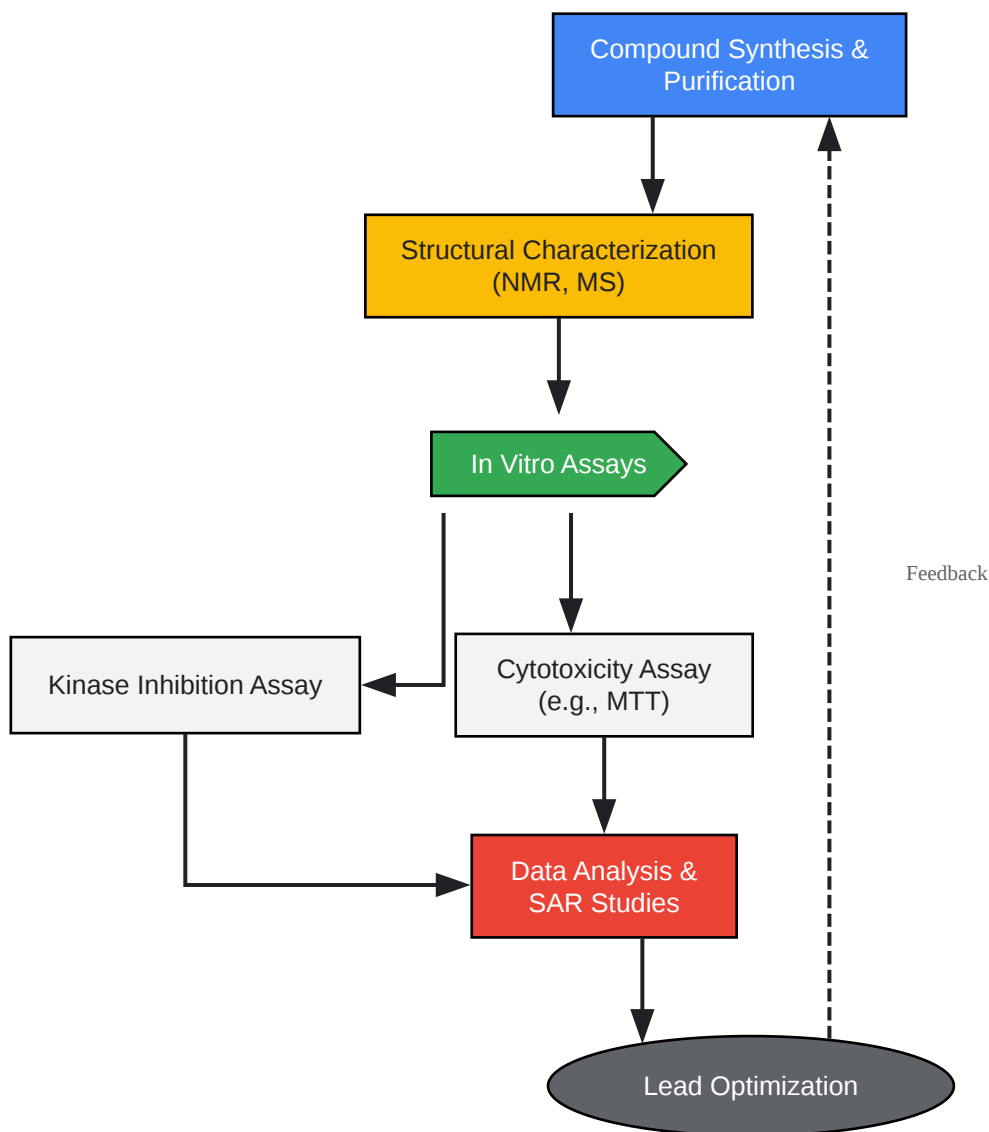 Compound Synthesis &
Purification
Structural Characterization
(NMR, MS)
In Vitro Assays
Feedback
Kinase Inhibition Assay
Cytotoxicity Assay
(e.g., MTT)
Data Analysis &
SAR Studies
Lead Optimization